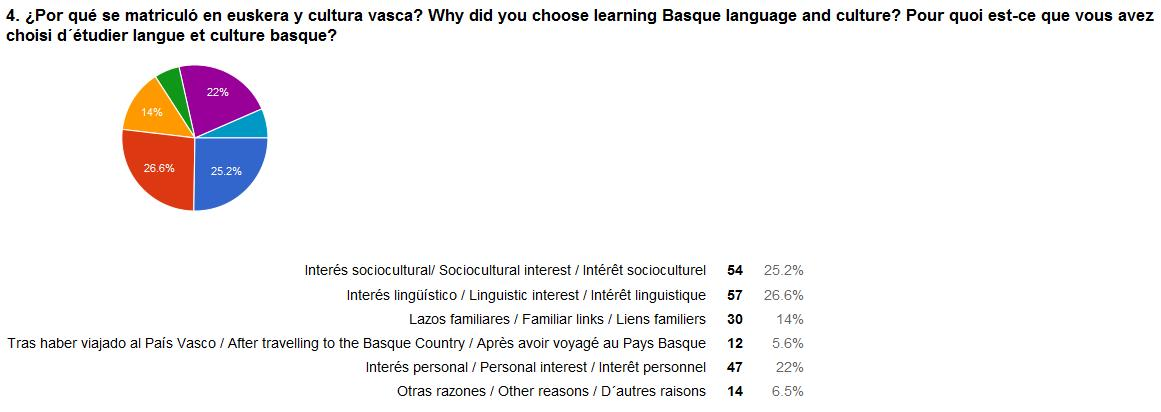 4. ¿Por qué se matriculó en euskera y cultura vasca? Why did you choose learning Basque language and culture? Pour quoi est-ce que vous avez
choisi d´étudier langue et culture basque?
22%
14%
26.6%
25.2%
Interés sociocultural/ Sociocultural interest / Intérêt socioculturel 54 25.2%
Interés lingüístico / Linguistic interest / Intérêt linguistique 57 26.6%
Lazos familiares / Familiar links / Liens familiers 30 14%
Tras haber viajado al País Vasco / After travelling to the Basque Country / Après avoir voyagé au Pays Basque 12 5.6%
Interés personal / Personal interest / Interêt personnel 47 22%
Otras razones / Other reasons / D´autres raisons 14 6.5%